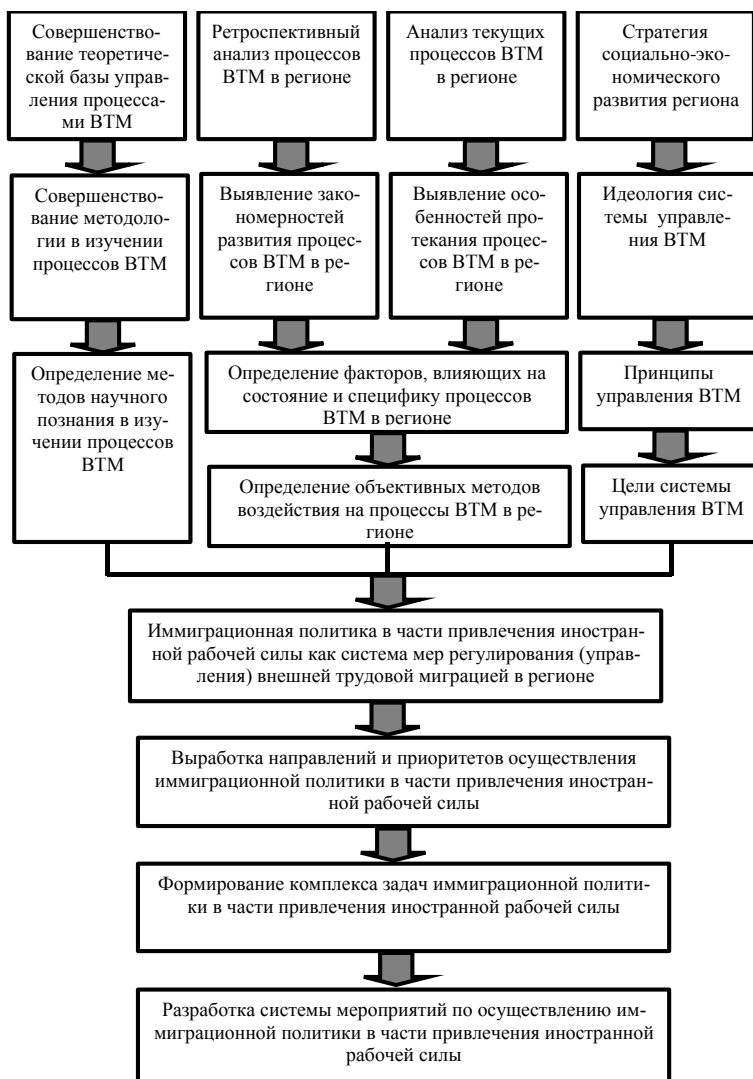 Совершенство-
вание теоретиче-
ской базы управ-
ления процесса-
ми ВТМ
Ретроспективный
анализ процессов
ВТМ в регионе
Анализ текущих
процессов ВТМ
в регионе
Стратегия
социально-эко-
номического
развития региона
Совершенство-
вание методоло-
гии в изучении
процессов ВТМ
Выявление зако-
номерностей
развития процес-
сов ВТМ в ре-
гионе
Выявление осо-
бенностей про-
текания процес-
сов ВТМ в ре-
гионе
Идеология сис-
темы управле-
ния ВТМ
Определение ме-
тодов научного
познания в изу-
чении процессов
ВТМ
Определение факторов, влияющих на
состояние и специфику процессов
ВТМ в регионе
Принципы
управления ВТМ
Определение объективных методов
воздействия на процессы ВТМ в ре-
гионе
Цели системы
управления ВТМ
Иммиграционная политика в части привлечения иностран-
ной рабочей силы как система мер регулирования (управ-
ления) внешней трудовой миграцией в регионе
Выработка направлений и приоритетов осуществления
иммиграционной политики в части привлечения иностран-
ной рабочей силы
Формирование комплекса задач иммиграционной полити-
ки в части привлечения иностранной рабочей силы
Разработка системы мероприятий по осуществлению им-
миграционной политики в части привлечения иностранной
рабочей силы